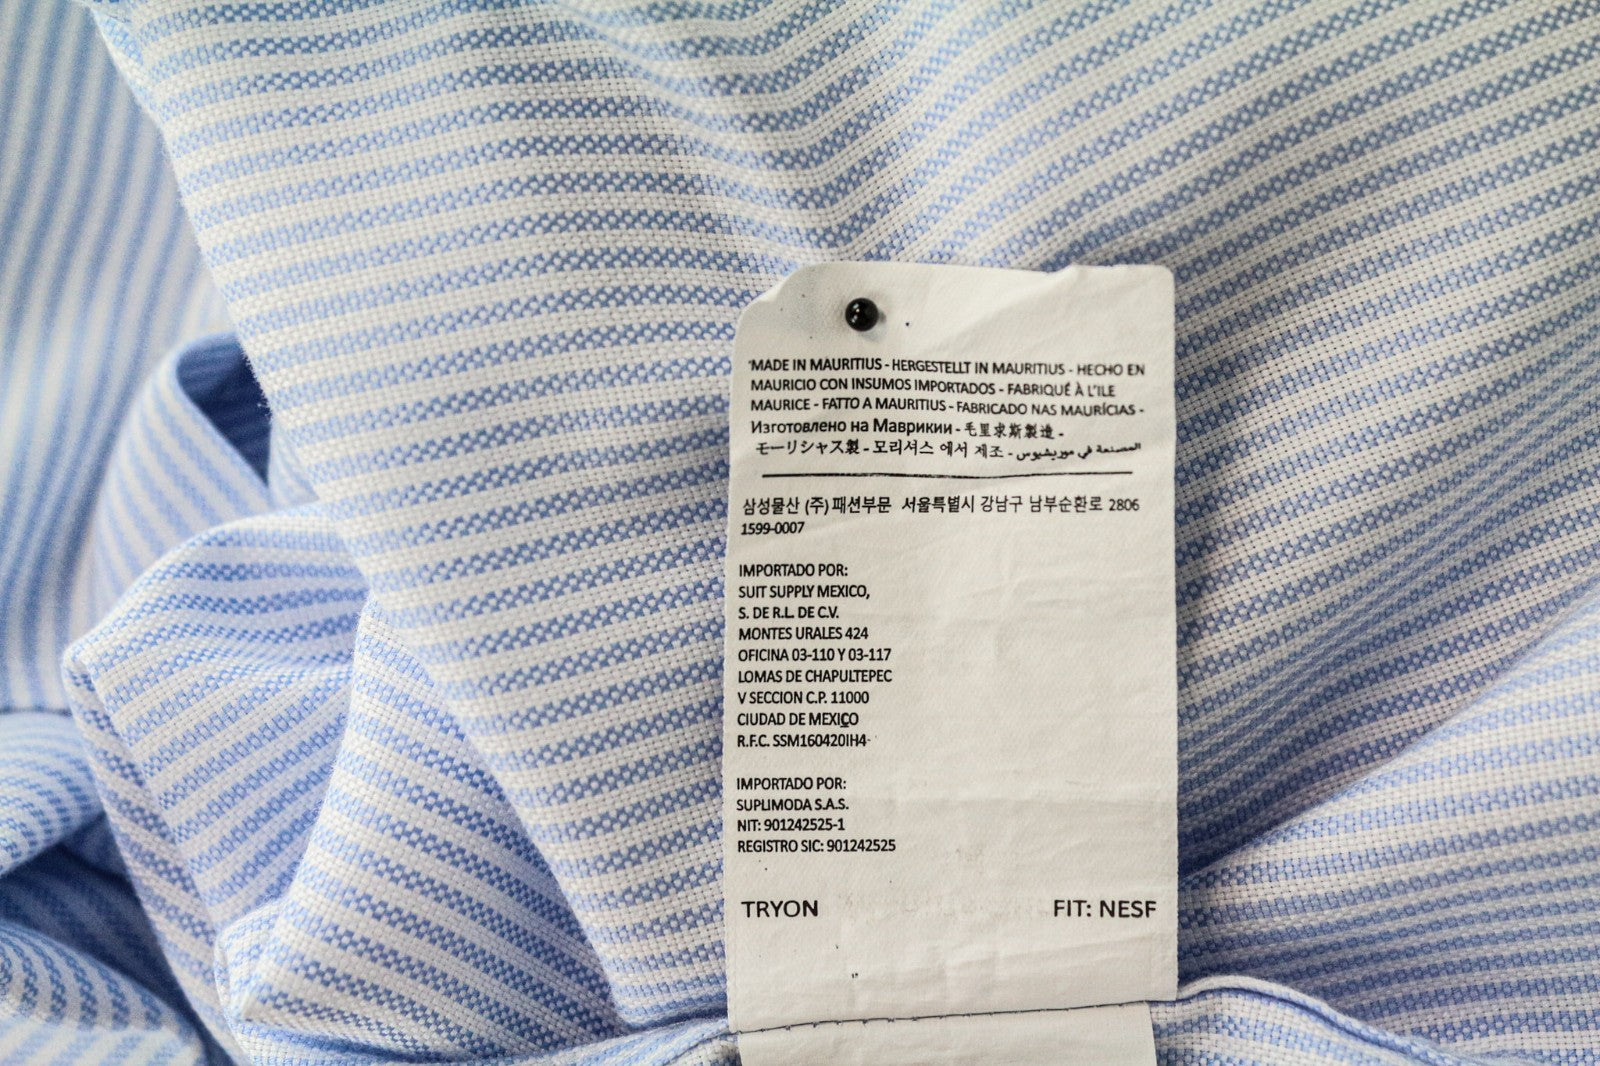 MADE IN MAURITIUS - HERGESTELLT IN MAURITIUS - HECHO EN
MAURICIO CON INSUMOS IMPORTADOS - FABRIQUÉ À L'ILE
MAURICE - FATTO A MAURITIUS - FABRICADO NAS MAURÍCIAS -
Изготовлено на Маврикии - 毛里求斯製造 -
モーリシャス製 - 모리셔스 에서 제조 - المصنعة في موريشيوس
삼성물산 (주) 패션부문 서울특별시 강남구 남부순환로 2806
1599-0007
IMPORTADO POR:
SUIT SUPPLY MEXICO,
S. DE R.L. DE C.V.
MONTES URALES 424
OFICINA 03-110 Y 03-117
LOMAS DE CHAPULTEPEC
V SECCION C.P. 11000
CIUDAD DE MEXICO
R.F.C. SSM160420IH4
IMPORTADO POR:
SUPLIMODA S.A.S.
NIT: 901242525-1
REGISTRO SIC: 901242525
TRYON FIT: NESF